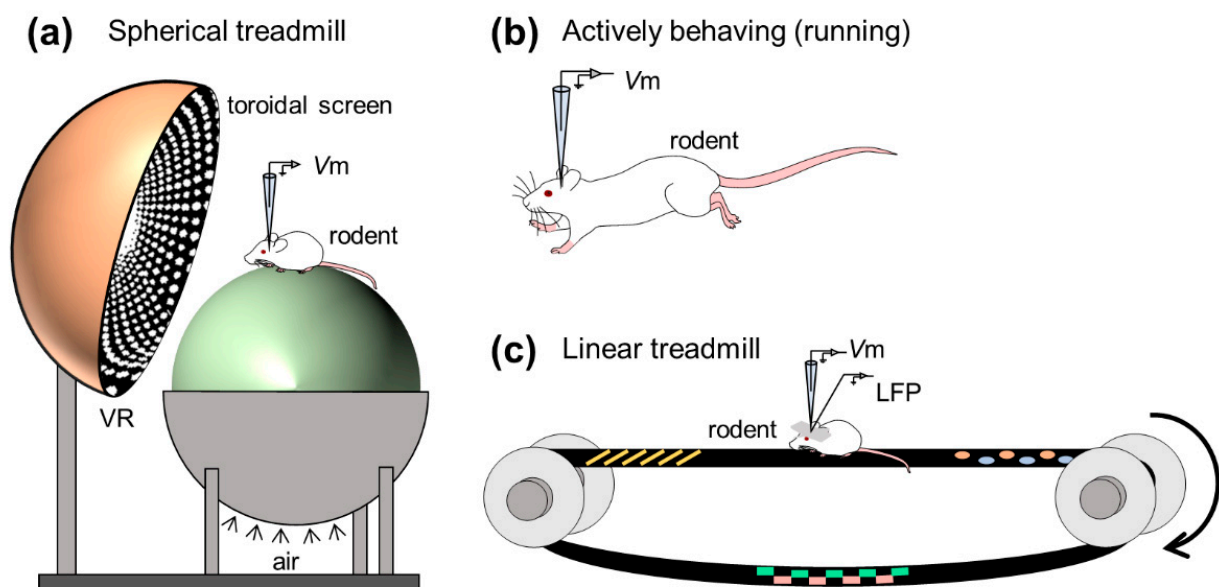 (a) Spherical treadmill
toroidal screen
Vm
rodent
VR
air
(b) Actively behaving (running)
Vm
rodent
(c) Linear treadmill
Vm
LFP
rodent